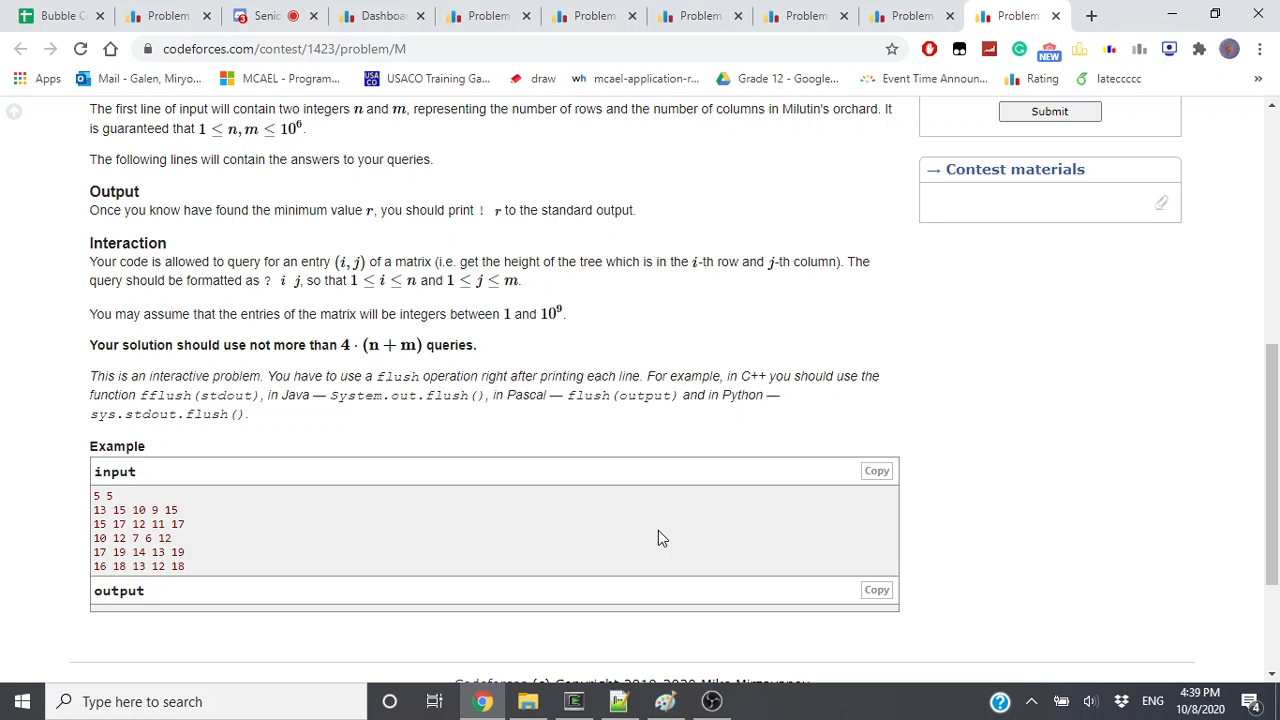 Bubble C
Problem
Senic
Dashboa
Problem
Problem
Problem
Problem
Problem
Problem
codeforces.com/contest/1423/problem/M
NEW
Apps
Mail - Galen, Miryo...
MCAEL - Program...
USACO Training Ga...
draw
mcael-application-r...
Grade 12 - Google...
Event Time Announ...
Rating
lateccccc
»
The first line of input will contain two integers n and m, representing the number of rows and the number of columns in Milutin's orchard. It
is guaranteed that 1 ≤ n, m ≤ 10⁶.
The following lines will contain the answers to your queries.
Output
Once you know have found the minimum value r, you should print ! r to the standard output.
Interaction
Your code is allowed to query for an entry (i, j) of a matrix (i.e. get the height of the tree which is in the i-th row and j-th column). The
query should be formatted as ? i j, so that 1 ≤ i ≤ n and 1 ≤ j ≤ m.
You may assume that the entries of the matrix will be integers between 1 and 10⁹.
Your solution should use not more than 4 · (n + m) queries.
This is an interactive problem. You have to use a flush operation right after printing each line. For example, in C++ you should use the
function fflush(stdout), in Java — System.out.flush(), in Pascal — flush(output) and in Python —
sys.stdout.flush().
Example
input
Copy
5 5
13 15 10 9 15
15 17 12 11 17
10 12 7 6 12
17 19 14 13 19
16 18 13 12 18
output
Copy
Submit
→ Contest materials
Codeforces (c) Copyright 2010-2020 Mike Mirzayanov
Type here to search
ENG
4:39 PM
10/8/2020
4